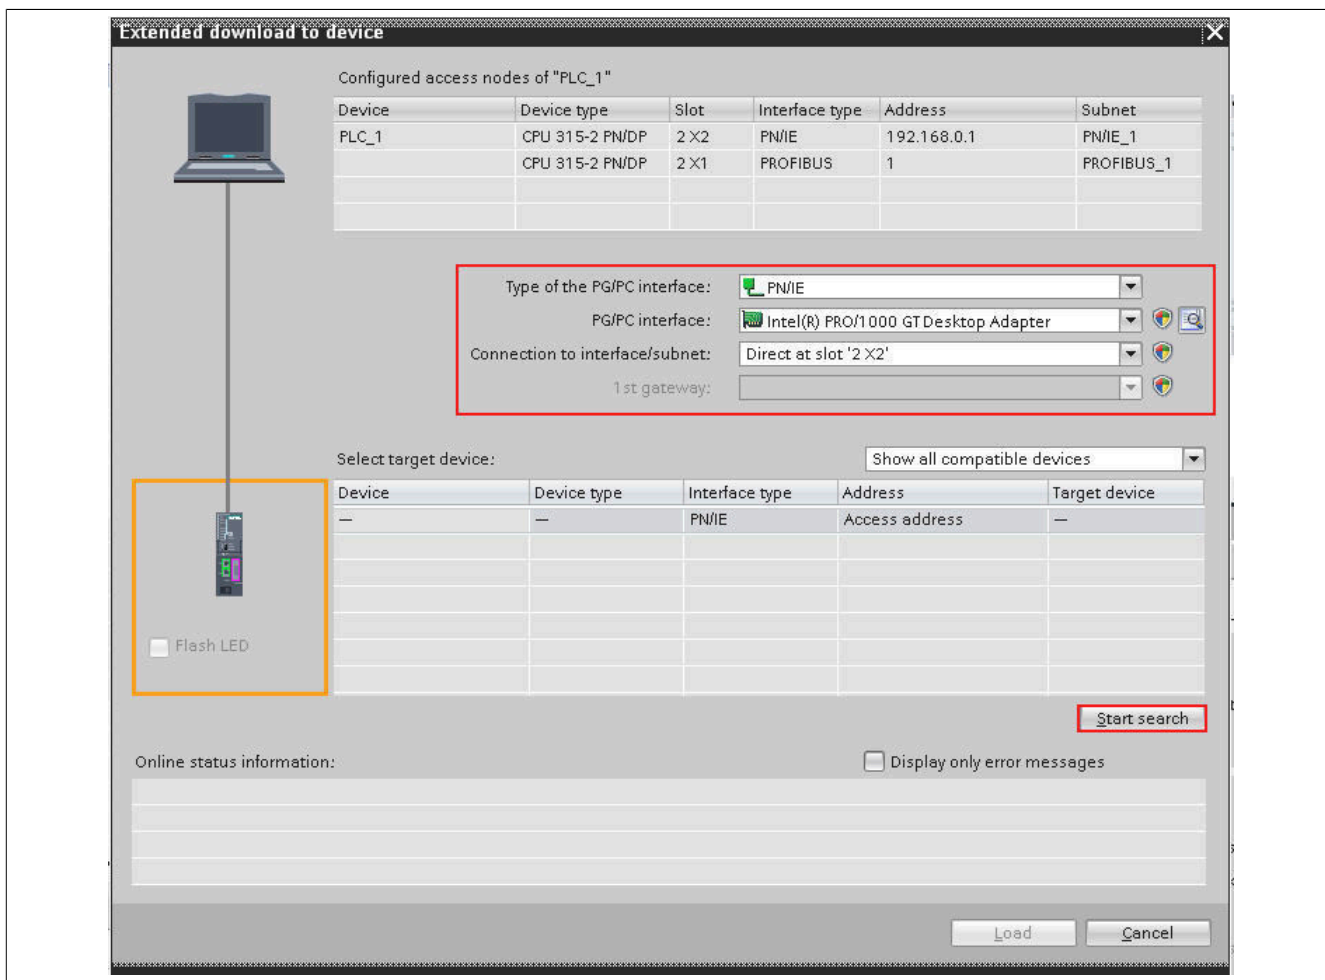 Extended download to device
Configured access nodes of "PLC_1"
Device Device type Slot Interface type Address Subnet
PLC_1 CPU 315-2 PN/DP 2 X2 PN/IE 192.168.0.1 PN/IE_1
CPU 315-2 PN/DP 2 X1 PROFIBUS 1 PROFIBUS_1
Type of the PG/PC interface: PN/IE
PG/PC interface: Intel(R) PRO/1000 GT Desktop Adapter
Connection to interface/subnet: Direct at slot '2 X2'
1st gateway:
Select target device: Show all compatible devices
Device Device type Interface type Address Target device
— — PN/IE Access address —
Flash LED
Start search
Online status information: Display only error messages
Load Cancel